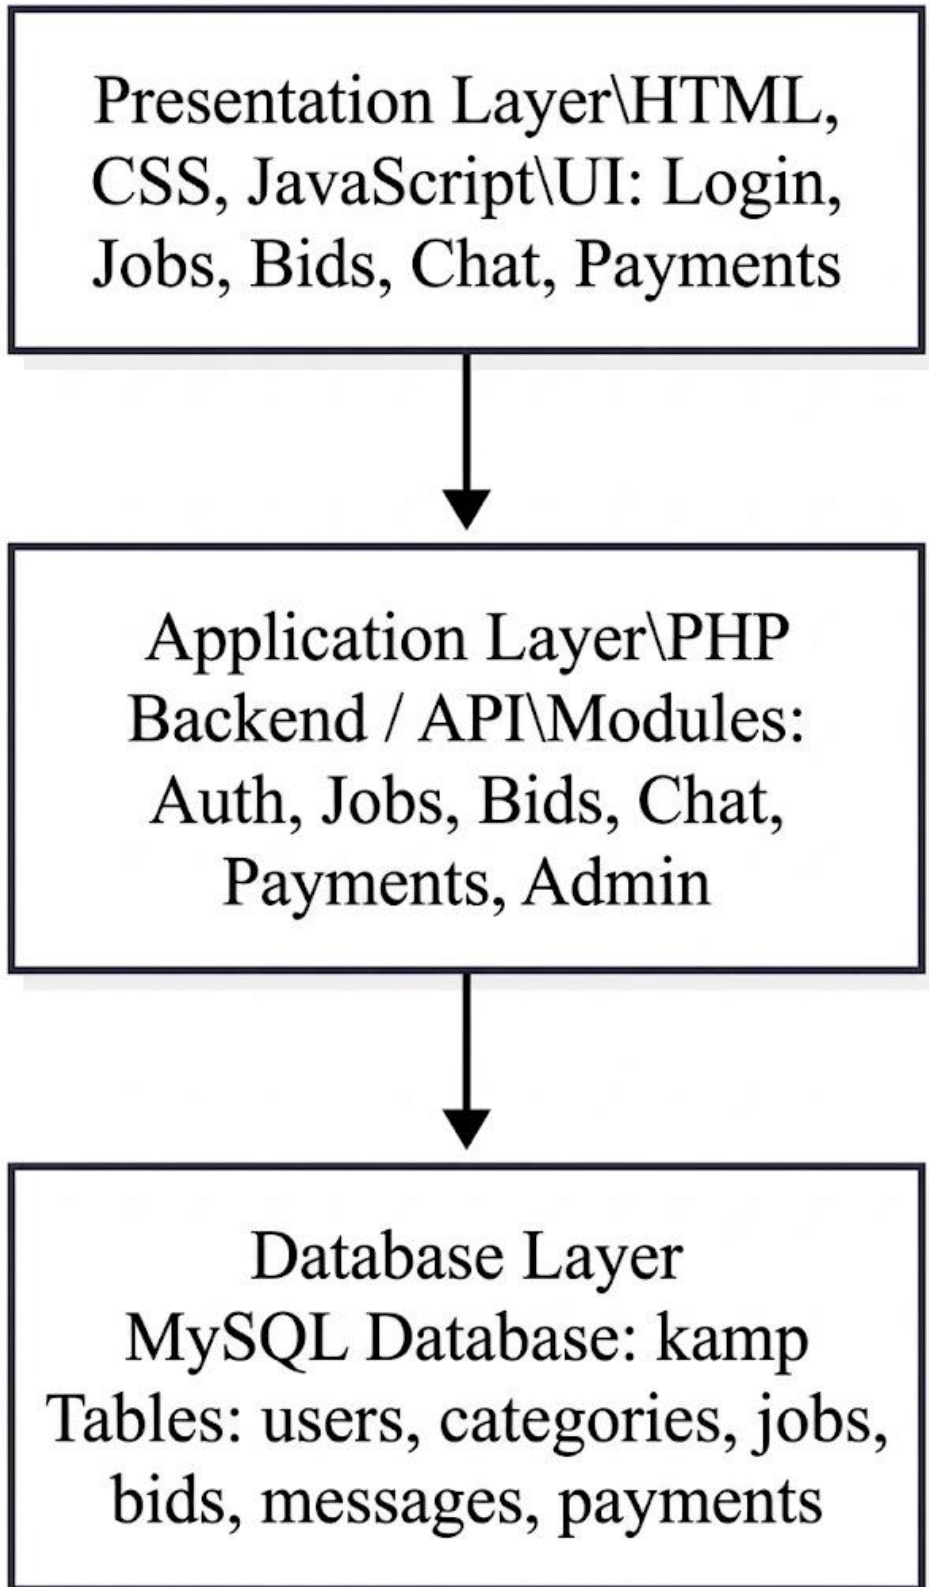 Presentation Layer\HTML,
CSS, JavaScript\UI: Login,
Jobs, Bids, Chat, Payments
Application Layer\PHP
Backend / API\Modules:
Auth, Jobs, Bids, Chat,
Payments, Admin
Database Layer
MySQL Database: kamp
Tables: users, categories, jobs,
bids, messages, payments